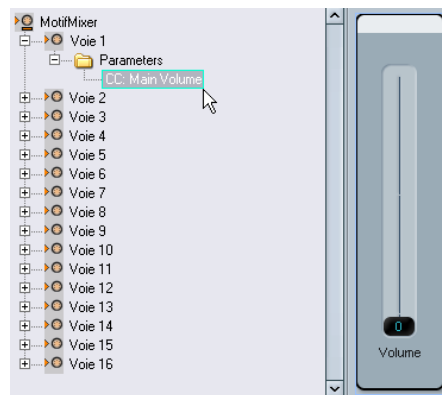 MotifMixer
Voie 1
Parameters
CC: Main Volume
Voie 2
Voie 3
Voie 4
Voie 5
Voie 6
Voie 7
Voie 8
Voie 9
Voie 10
Voie 11
Voie 12
Voie 13
Voie 14
Voie 15
Voie 16
0
Volume